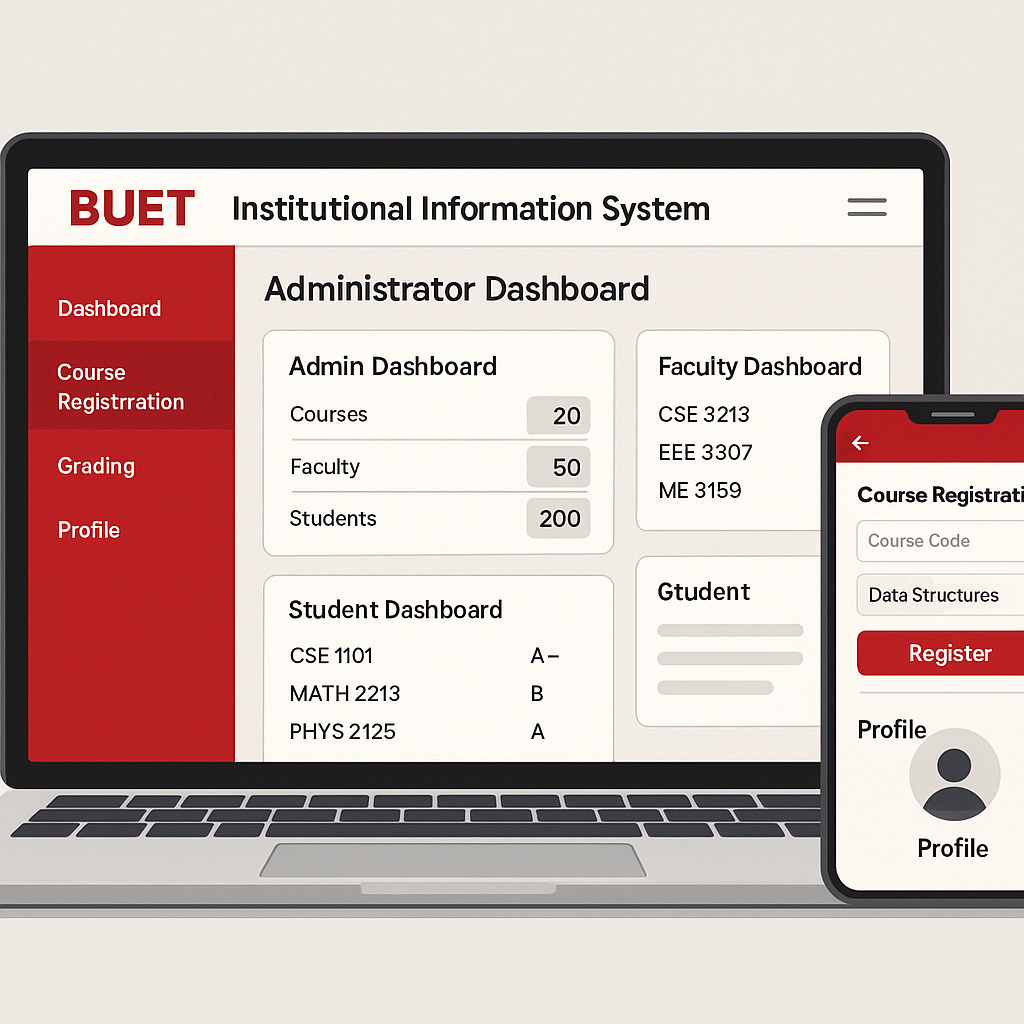 BUET Institutional Information System
Dashboard
Course
Registrration
Grading
Profile
Administrator Dashboard
Admin Dashboard
Courses 20
Faculty 50
Students 200
Faculty Dashboard
CSE 3213
EEE 3307
ME 3159
Student Dashboard
CSE 1101 A–
MATH 2213 B
PHYS 2125 A
Gtudent
Course Registrati
Course Code
Data Structures
Register
Profile
Profile